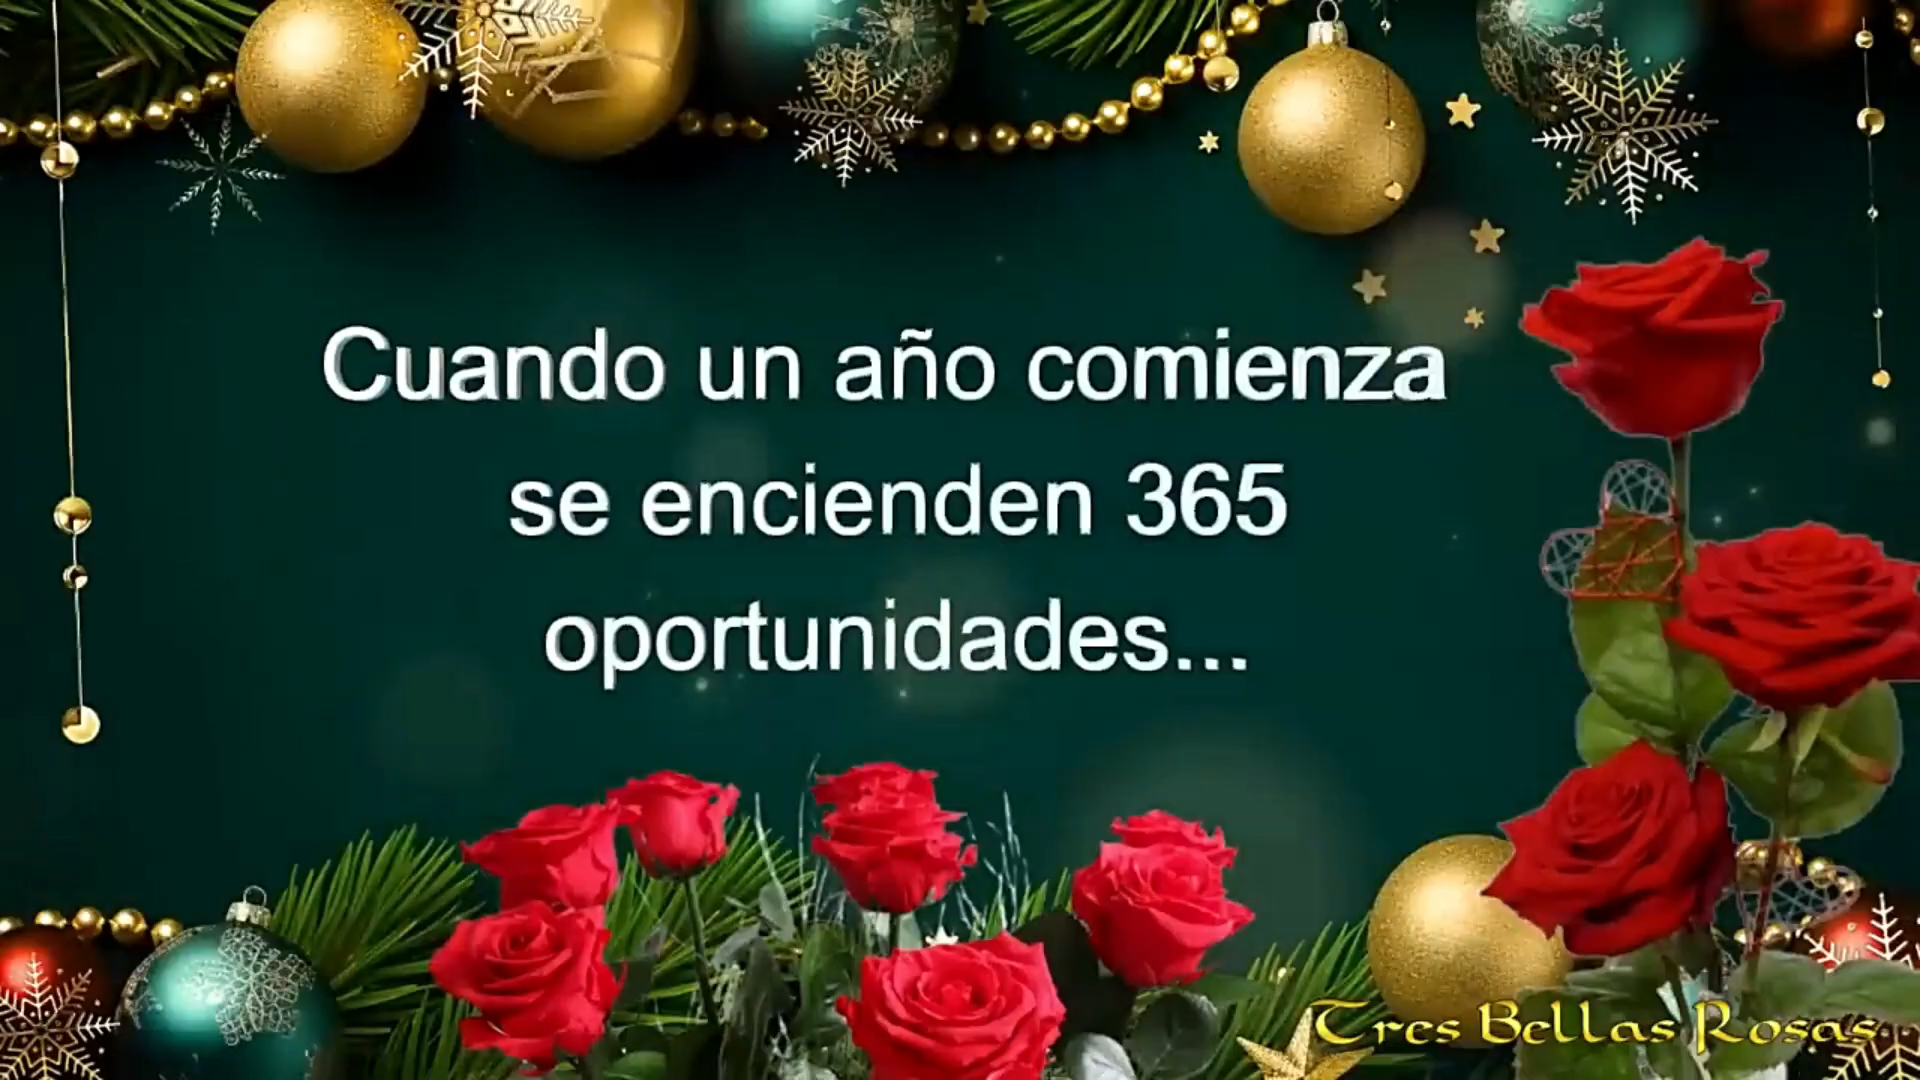 Cuando un año comienza
se encienden 365
oportunidades...
Tres Bellas Rosas